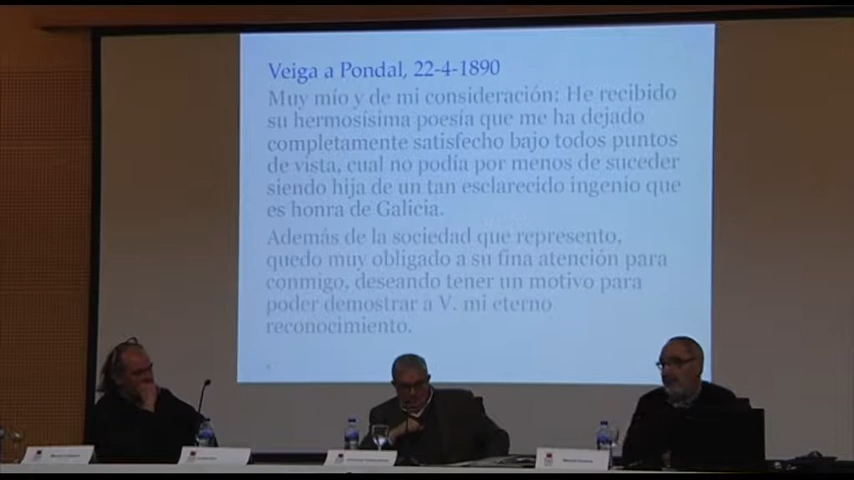 Veiga a Pondal, 22-4-1890
Muy mío y de mi consideración: He recibido
su hermosísima poesía que me ha dejado
completamente satisfecho bajo todos puntos
de vista, cual no podía por menos de suceder
siendo hija de un tan esclarecido ingenio que
es honra de Galicia.
Además de la sociedad que represento,
quedo muy obligado a su fina atención para
conmigo, deseando tener un motivo para
poder demostrar a V. mi eterno
reconocimiento.